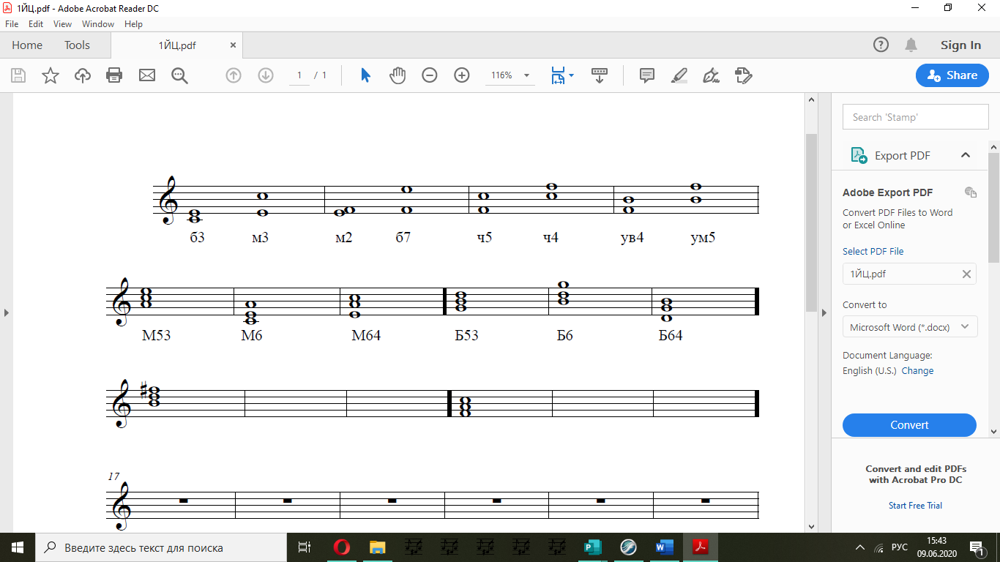 1ЙЦ.pdf - Adobe Acrobat Reader DC
File Edit View Window Help
Home Tools 1ЙЦ.pdf Sign In
1 / 1 116% Share
Search 'Stamp'
Export PDF
Adobe Export PDF
Convert PDF Files to Word
or Excel Online
Select PDF File
1ЙЦ.pdf
Convert to
Microsoft Word (*.docx)
Document Language:
English (U.S.) Change
Convert
Convert and edit PDFs
with Acrobat Pro DC
Start Free Trial
б3 м3 м2 б7 ч5 ч4 ув4 ум5
М53 М6 М64 Б53 Б6 Б64
17
Введите здесь текст для поиска
РУС
15:43
09.06.2020
1